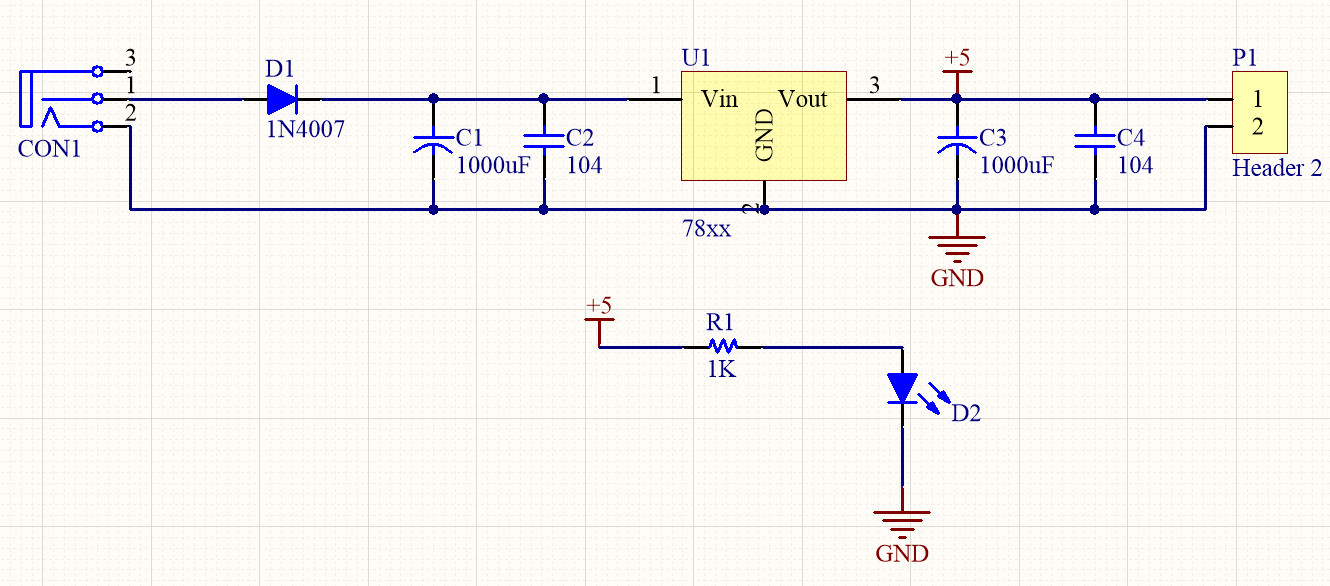 3
1
2
CON1
D1
1N4007
C1
1000uF
C2
104
U1
1
Vin
Vout
GND
3
2
78xx
+5
C3
1000uF
C4
104
GND
P1
1
2
Header 2
+5
R1
1K
D2
GND